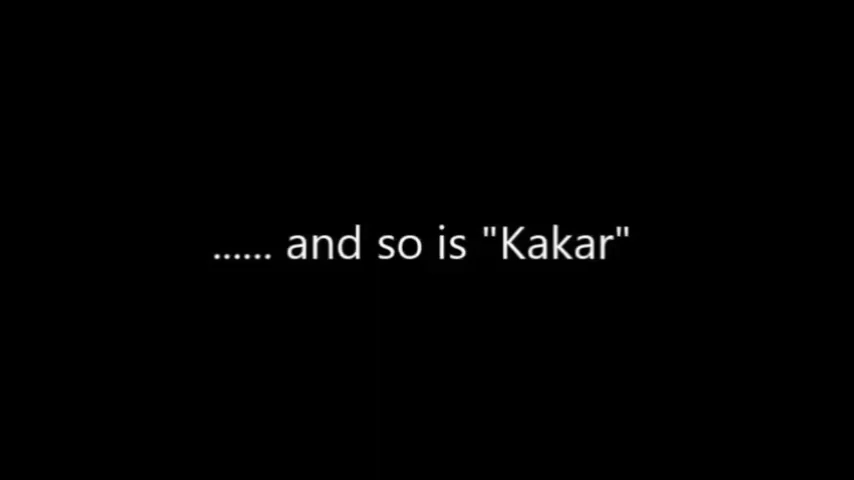 ...... and so is "Kakar"